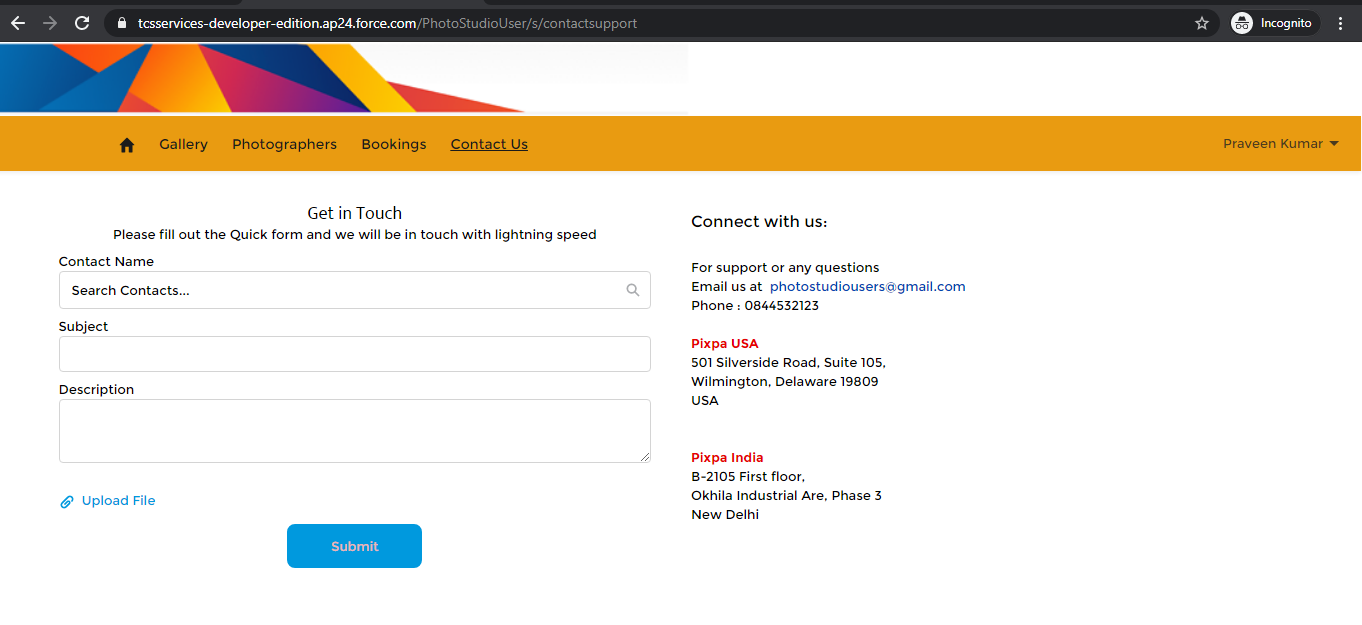 tcsservices-developer-edition.ap24.force.com/PhotoStudioUser/s/contactsupport
Incognito
Gallery Photographers Bookings Contact Us
Praveen Kumar
Get in Touch
Please fill out the Quick form and we will be in touch with lightning speed
Contact Name
Search Contacts...
Subject
Description
Upload File
Submit
Connect with us:
For support or any questions
Email us at photostudiousers@gmail.com
Phone : 0844532123
Pixpa USA
501 Silverside Road, Suite 105,
Wilmington, Delaware 19809
USA
Pixpa India
B-2105 First floor,
Okhila Industrial Are, Phase 3
New Delhi